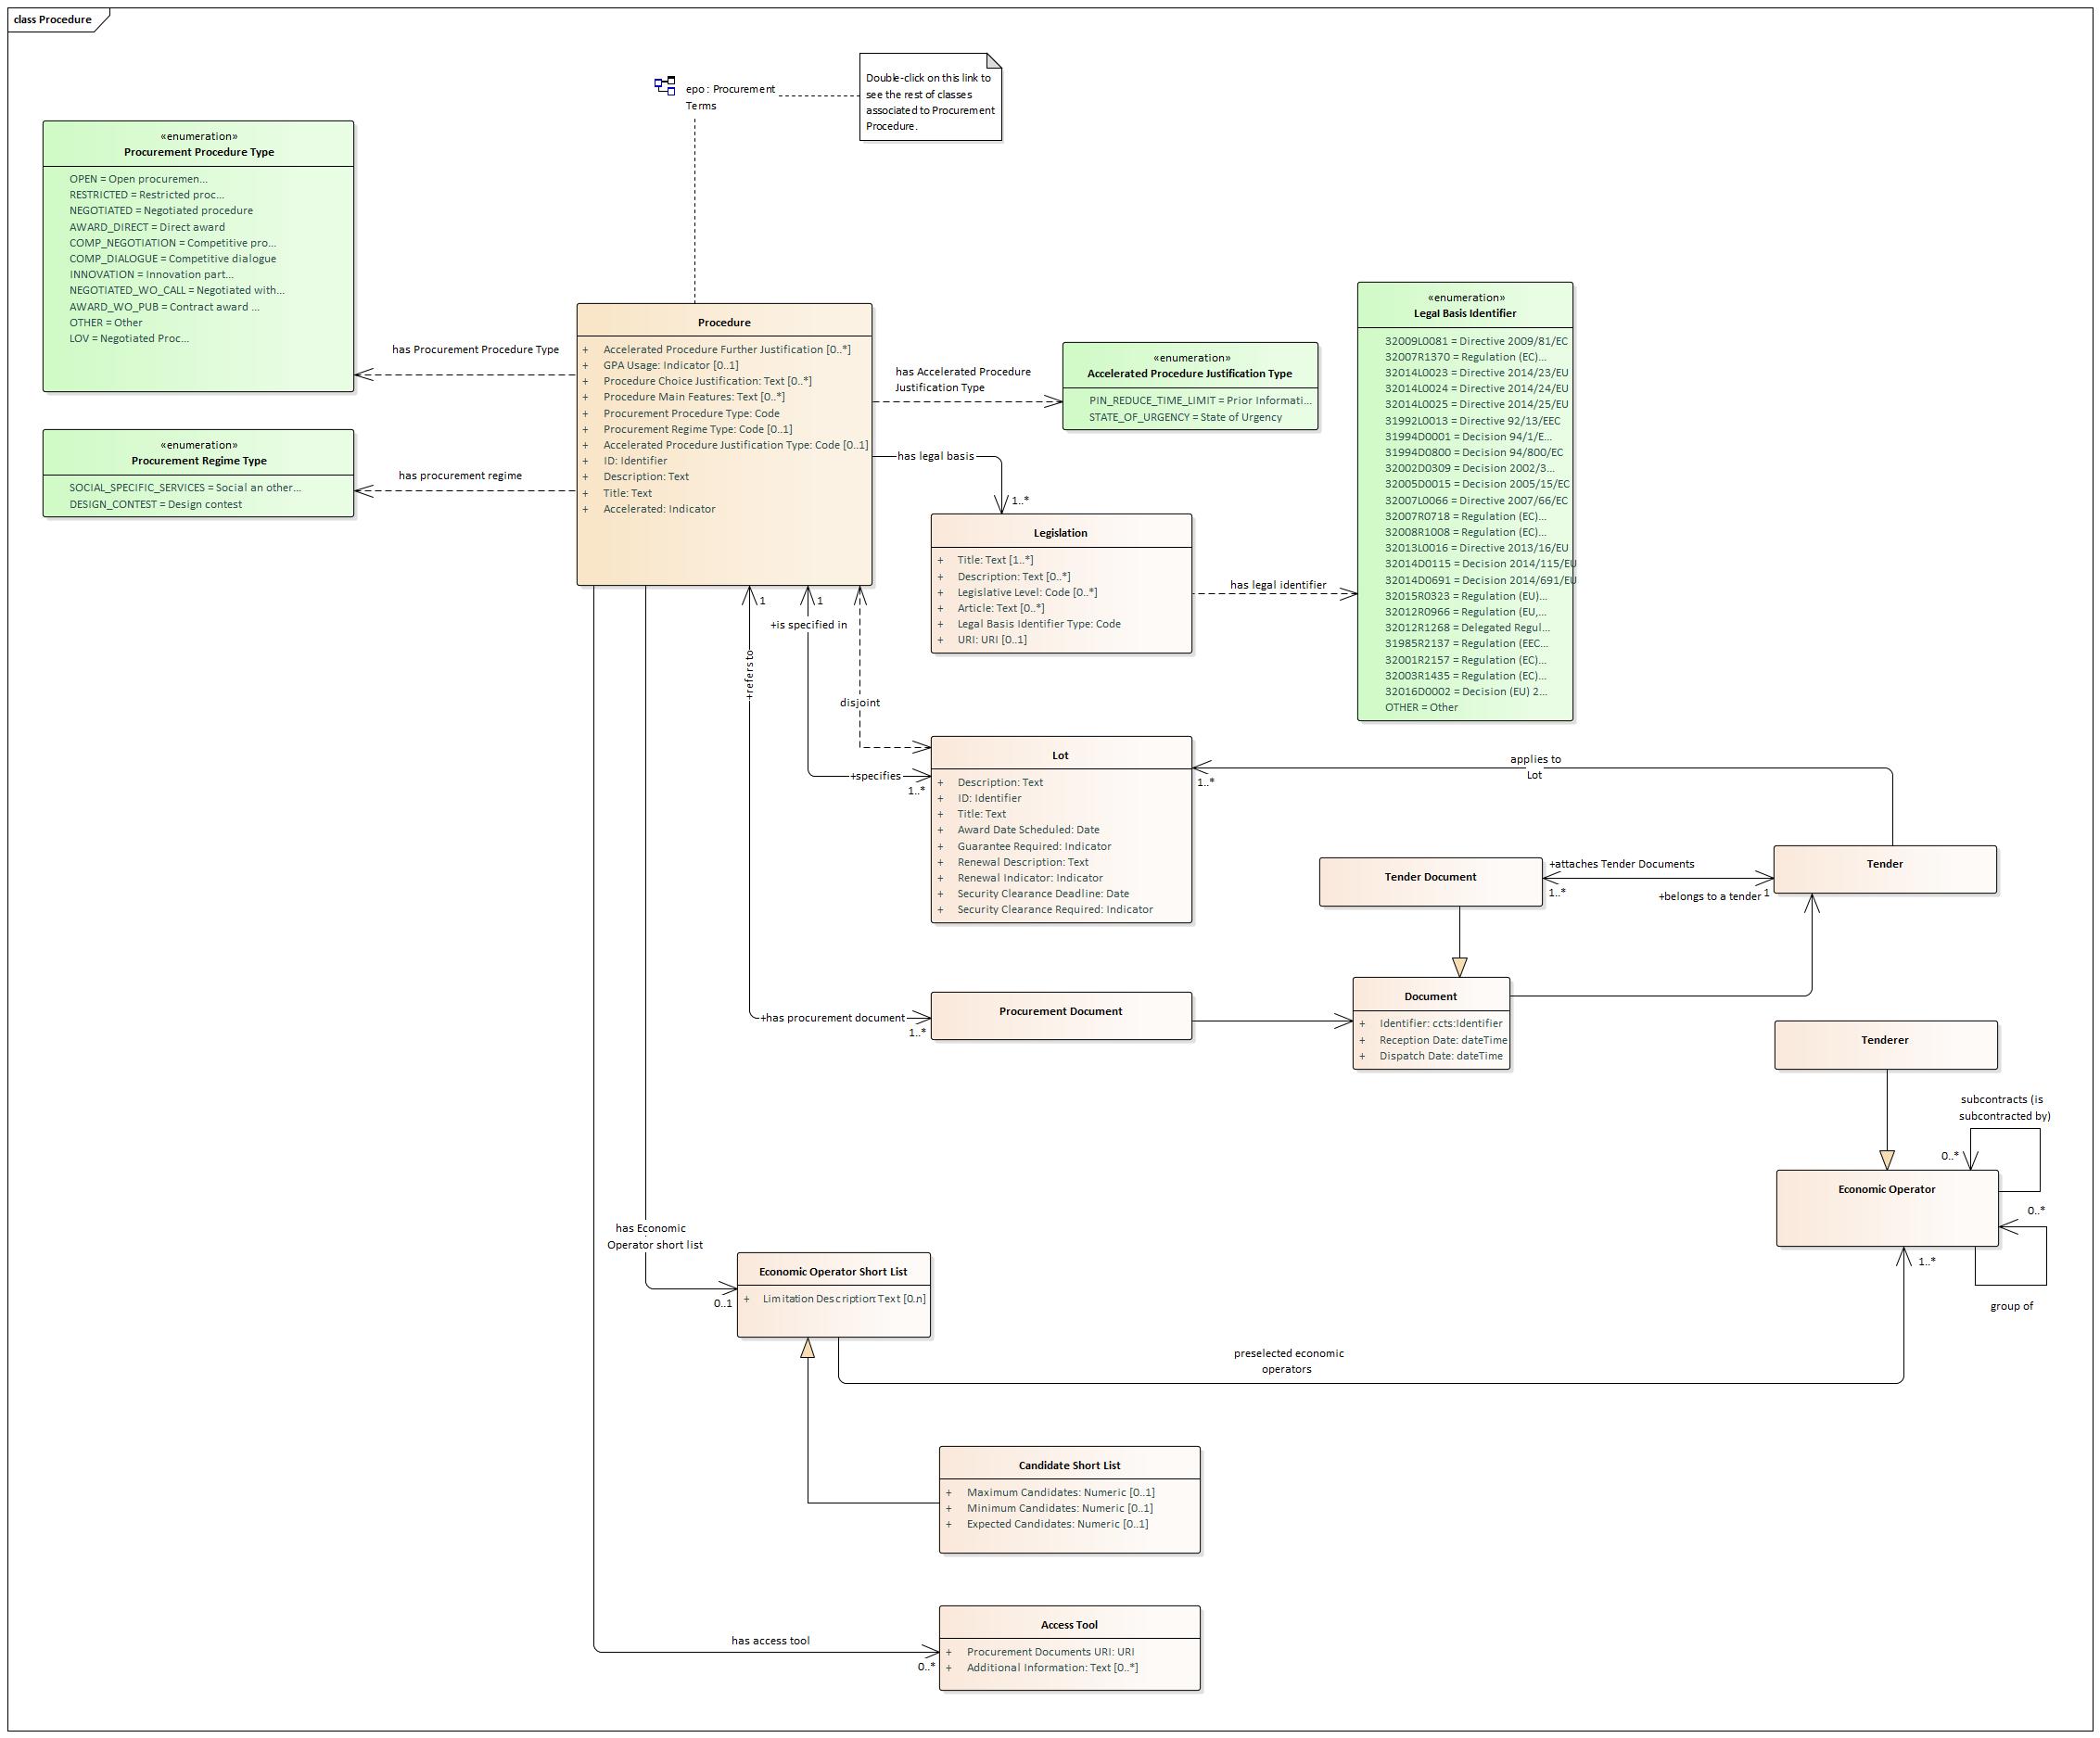 class Procedure
epo : Procurement
Terms
Double-click on this link to
see the rest of classes
associated to Procurement
Procedure.
«enumeration»
Procurement Procedure Type
OPEN = Open procuremen...
RESTRICTED = Restricted proc...
NEGOTIATED = Negotiated procedure
AWARD_DIRECT = Direct award
COMP_NEGOTIATION = Competitive pro...
COMP_DIALOGUE = Competitive dialogue
INNOVATION = Innovation part...
NEGOTIATED_WO_CALL = Negotiated with...
AWARD_WO_PUB = Contract award ...
OTHER = Other
LOV = Negotiated Proc...
has Procurement Procedure Type
«enumeration»
Procurement Regime Type
SOCIAL_SPECIFIC_SERVICES = Social an other...
DESIGN_CONTEST = Design contest
has procurement regime
Procedure
+ Accelerated Procedure Further Justification [0..*]
+ GPA Usage: Indicator [0..1]
+ Procedure Choice Justification: Text [0..*]
+ Procedure Main Features: Text [0..*]
+ Procurement Procedure Type: Code
+ Procurement Regime Type: Code [0..1]
+ Accelerated Procedure Justification Type: Code [0..1]
+ ID: Identifier
+ Description: Text
+ Title: Text
+ Accelerated: Indicator
has Accelerated Procedure
Justification Type
«enumeration»
Accelerated Procedure Justification Type
PIN_REDUCE_TIME_LIMIT = Prior Informati...
STATE_OF_URGENCY = State of Urgency
«enumeration»
Legal Basis Identifier
32009L0081 = Directive 2009/81/EC
32007R1370 = Regulation (EC)...
32014L0023 = Directive 2014/23/EU
32014L0024 = Directive 2014/24/EU
32014L0025 = Directive 2014/25/EU
31992L0013 = Directive 92/13/EEC
31994D0001 = Decision 94/1/E...
31994D0800 = Decision 94/800/EC
32002D0309 = Decision 2002/3...
32005D0015 = Decision 2005/15/EC
32007L0066 = Directive 2007/66/EC
32007R0718 = Regulation (EC)...
32008R1008 = Regulation (EC)...
32013L0016 = Directive 2013/16/EU
32014D0115 = Decision 2014/115/EU
32014D0691 = Decision 2014/691/EU
32015R0323 = Regulation (EU)...
32012R0966 = Regulation (EU,...
32012R1268 = Delegated Regul...
31985R2137 = Regulation (EEC...
32001R2157 = Regulation (EC)...
32003R1435 = Regulation (EC)...
32016D0002 = Decision (EU) 2...
OTHER = Other
has legal basis
1..*
Legislation
+ Title: Text [1..*]
+ Description: Text [0..*]
+ Legislative Level: Code [0..*]
+ Article: Text [0..*]
+ Legal Basis Identifier Type: Code
+ URI: URI [0..1]
has legal identifier
1
1
+is specified in
+refers to
disjoint
+specifies
1..*
Lot
+ Description: Text
+ ID: Identifier
+ Title: Text
+ Award Date Scheduled: Date
+ Guarantee Required: Indicator
+ Renewal Description: Text
+ Renewal Indicator: Indicator
+ Security Clearance Deadline: Date
+ Security Clearance Required: Indicator
1..*
applies to
Lot
Tender Document
+attaches Tender Documents
1..*
+belongs to a tender 1
Tender
+has procurement document
1..*
Procurement Document
Document
+ Identifier: ccts:Identifier
+ Reception Date: dateTime
+ Dispatch Date: dateTime
Tenderer
subcontracts (is
subcontracted by)
0..*
Economic Operator
0..*
group of
1..*
has Economic
Operator short list
0..1
Economic Operator Short List
+ Limitation Description: Text [0.n]
preselected economic
operators
Candidate Short List
+ Maximum Candidates: Numeric [0..1]
+ Minimum Candidates: Numeric [0..1]
+ Expected Candidates: Numeric [0..1]
has access tool
0..*
Access Tool
+ Procurement Documents URI: URI
+ Additional Information: Text [0..*]